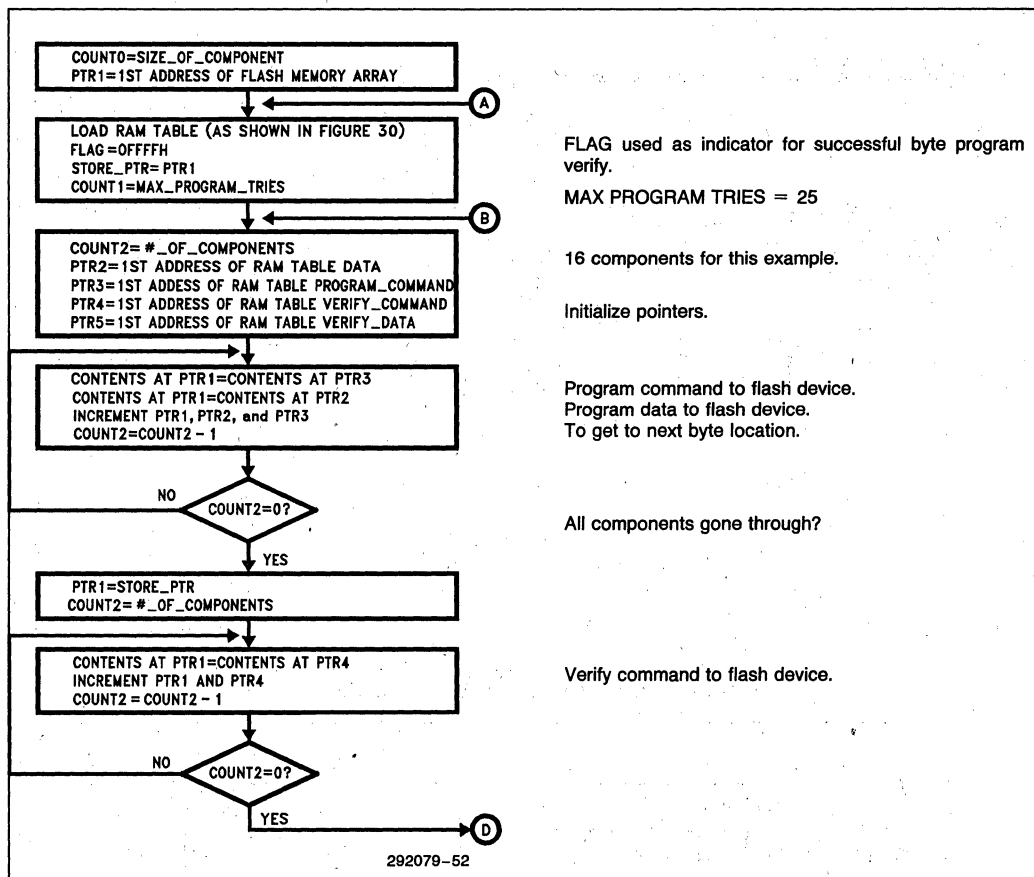 COUNT0=SIZE_OF_COMPONENT
PTR1=1ST ADDRESS OF FLASH MEMORY ARRAY
A
LOAD RAM TABLE (AS SHOWN IN FIGURE 30)
FLAG=0FFFFH
STORE_PTR=PTR1
COUNT1=MAX_PROGRAM_TRIES
FLAG used as indicator for successful byte program
verify.
MAX PROGRAM TRIES = 25
B
COUNT2= #_OF_COMPONENTS
PTR2=1ST ADDRESS OF RAM TABLE DATA
PTR3=1ST ADDESS OF RAM TABLE PROGRAM_COMMAND
PTR4=1ST ADDRESS OF RAM TABLE VERIFY_COMMAND
PTR5=1ST ADDRESS OF RAM TABLE VERIFY_DATA
16 components for this example.
Initialize pointers.
CONTENTS AT PTR1=CONTENTS AT PTR3
CONTENTS AT PTR1=CONTENTS AT PTR2
INCREMENT PTR1, PTR2, and PTR3
COUNT2=COUNT2-1
Program command to flash device.
Program data to flash device.
To get to next byte location.
NO
COUNT2=0?
All components gone through?
YES
PTR1=STORE_PTR
COUNT2= #_OF_COMPONENTS
CONTENTS AT PTR1=CONTENTS AT PTR4
INCREMENT PTR1 AND PTR4
COUNT2=COUNT2-1
Verify command to flash device.
NO
COUNT2=0?
YES
D
292079-52